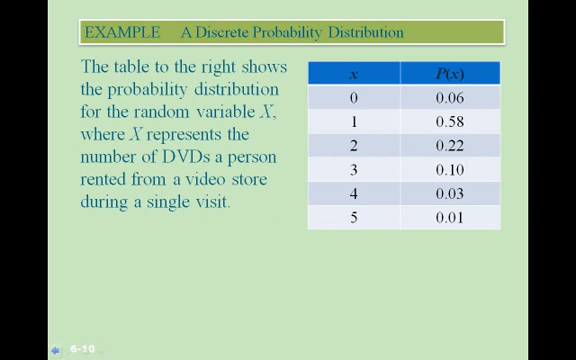 EXAMPLE A Discrete Probability Distribution
The table to the right shows
the probability distribution
for the random variable X,
where X represents the
number of DVDs a person
rented from a video store
during a single visit.
x P(x)
0 0.06
1 0.58
2 0.22
3 0.10
4 0.03
5 0.01
6-10